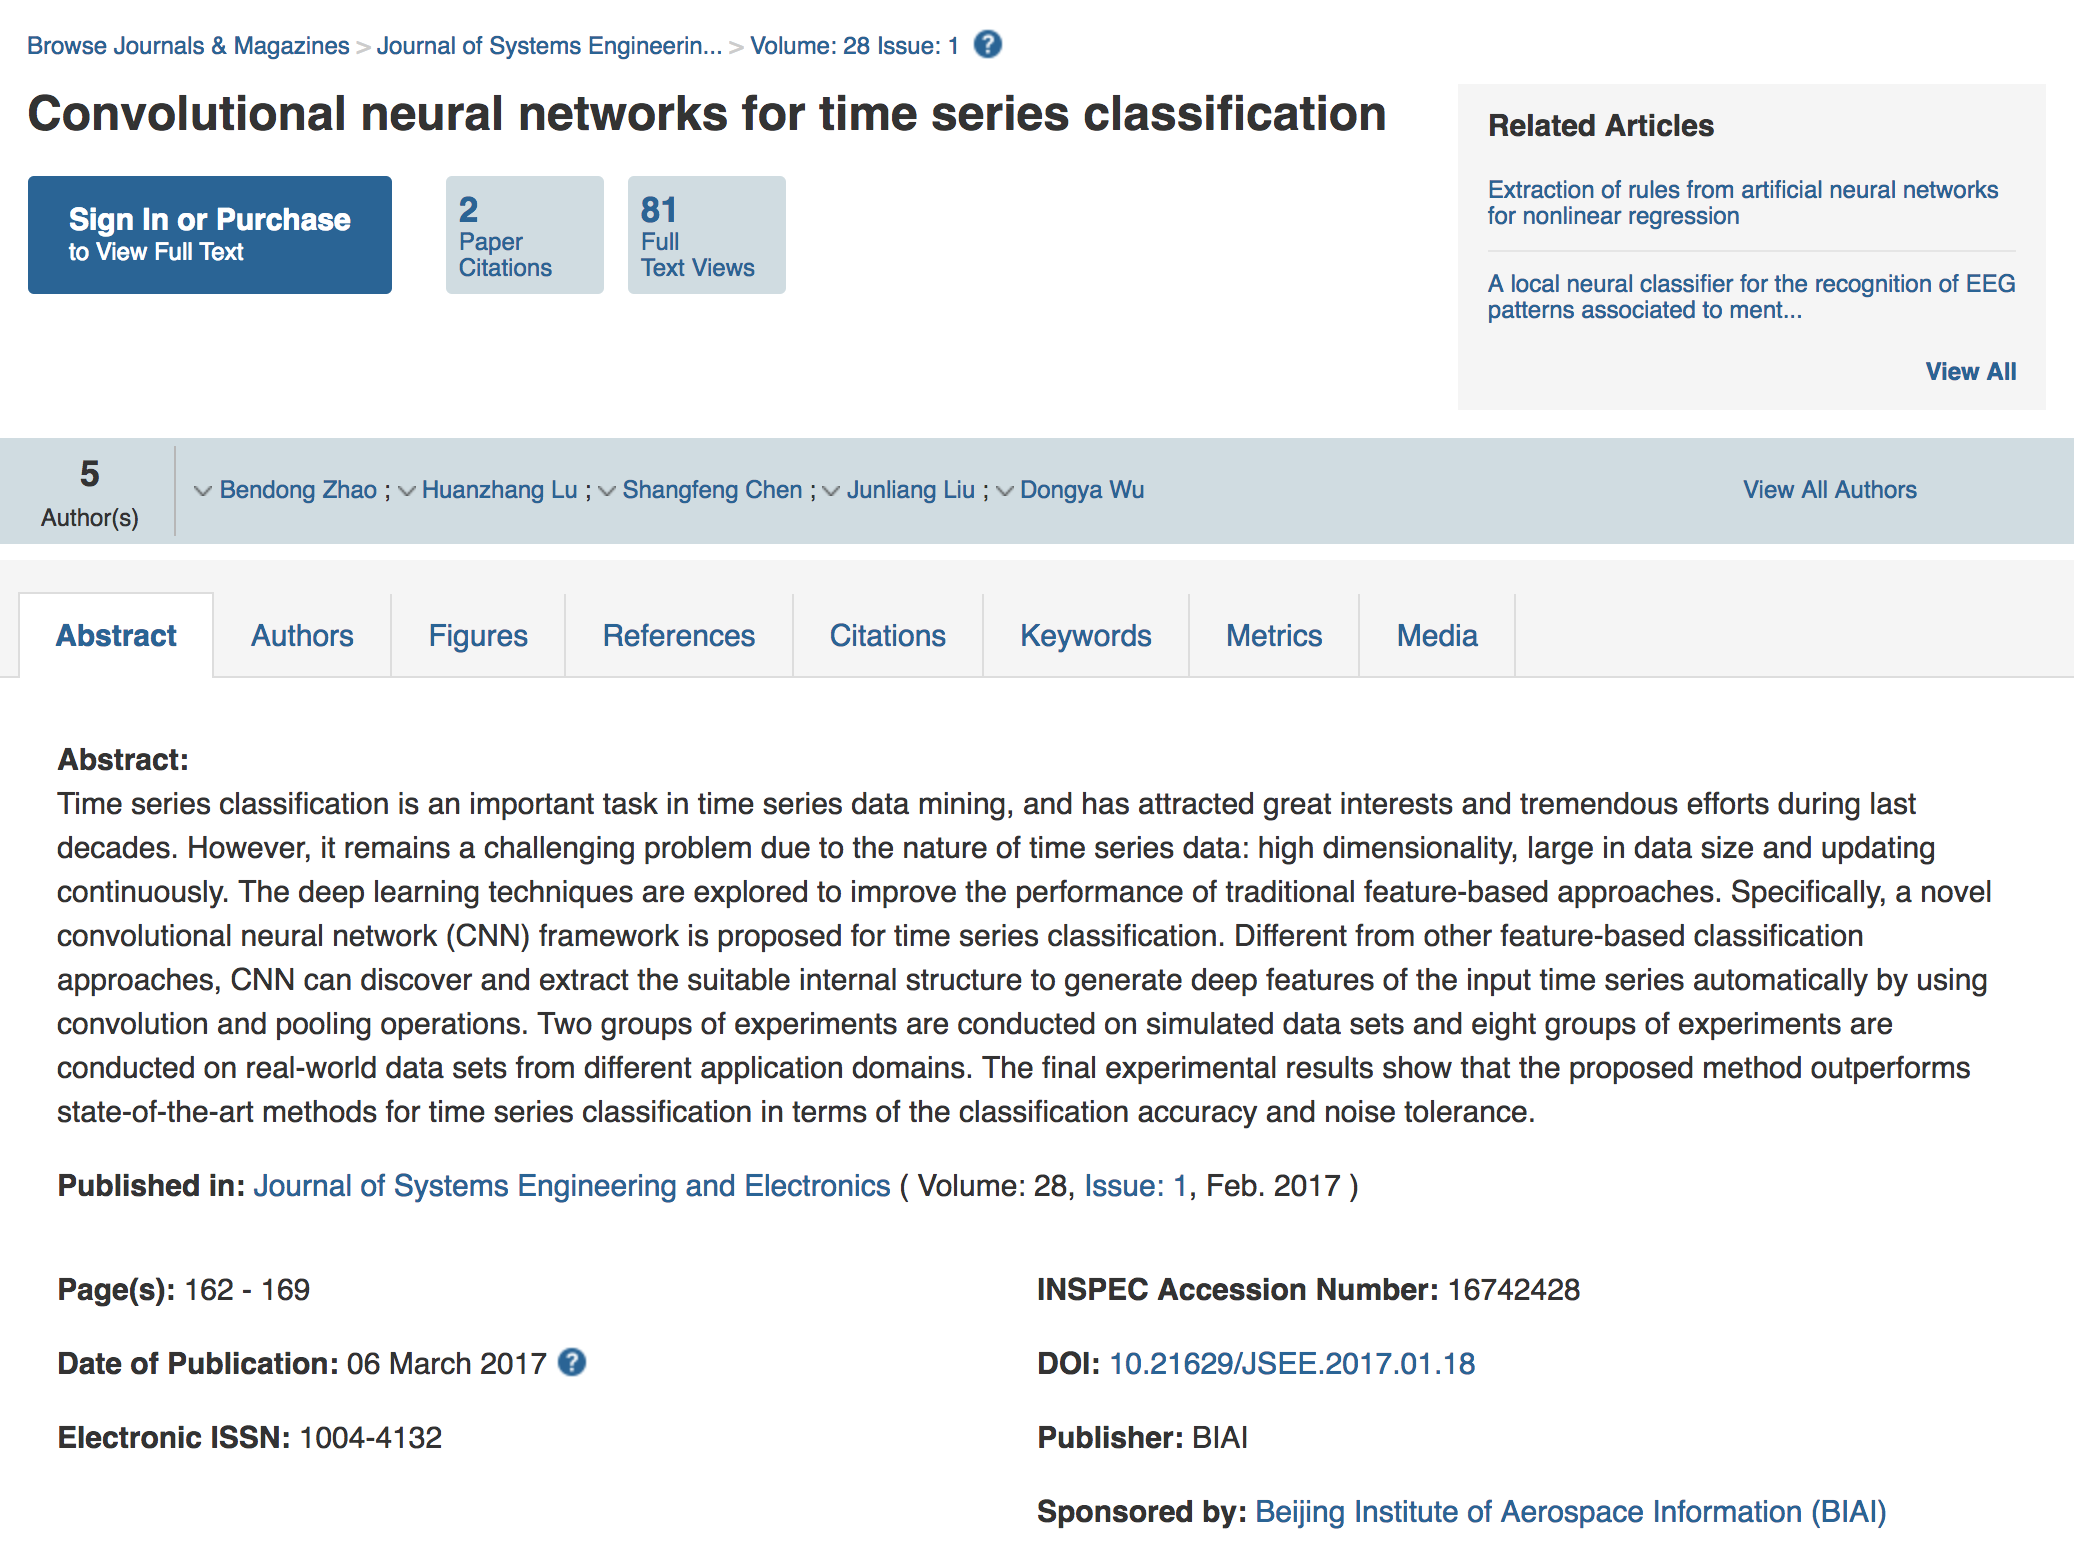 Browse Journals & Magazines > Journal of Systems Engineerin... > Volume: 28 Issue: 1 ?
Convolutional neural networks for time series classification
Sign In or Purchase
to View Full Text
2
Paper
Citations
81
Full
Text Views
Related Articles
Extraction of rules from artificial neural networks
for nonlinear regression
A local neural classifier for the recognition of EEG
patterns associated to ment...
View All
5
Author(s)
Bendong Zhao ; Huanzhang Lu ; Shangfeng Chen ; Junliang Liu ; Dongya Wu
View All Authors
Abstract Authors Figures References Citations Keywords Metrics Media
Abstract:
Time series classification is an important task in time series data mining, and has attracted great interests and tremendous efforts during last
decades. However, it remains a challenging problem due to the nature of time series data: high dimensionality, large in data size and updating
continuously. The deep learning techniques are explored to improve the performance of traditional feature-based approaches. Specifically, a novel
convolutional neural network (CNN) framework is proposed for time series classification. Different from other feature-based classification
approaches, CNN can discover and extract the suitable internal structure to generate deep features of the input time series automatically by using
convolution and pooling operations. Two groups of experiments are conducted on simulated data sets and eight groups of experiments are
conducted on real-world data sets from different application domains. The final experimental results show that the proposed method outperforms
state-of-the-art methods for time series classification in terms of the classification accuracy and noise tolerance.
Published in: Journal of Systems Engineering and Electronics ( Volume: 28, Issue: 1, Feb. 2017 )
Page(s): 162 - 169
INSPEC Accession Number: 16742428
Date of Publication: 06 March 2017 ?
DOI: 10.21629/JSEE.2017.01.18
Electronic ISSN: 1004-4132
Publisher: BIAI
Sponsored by: Beijing Institute of Aerospace Information (BIAI)